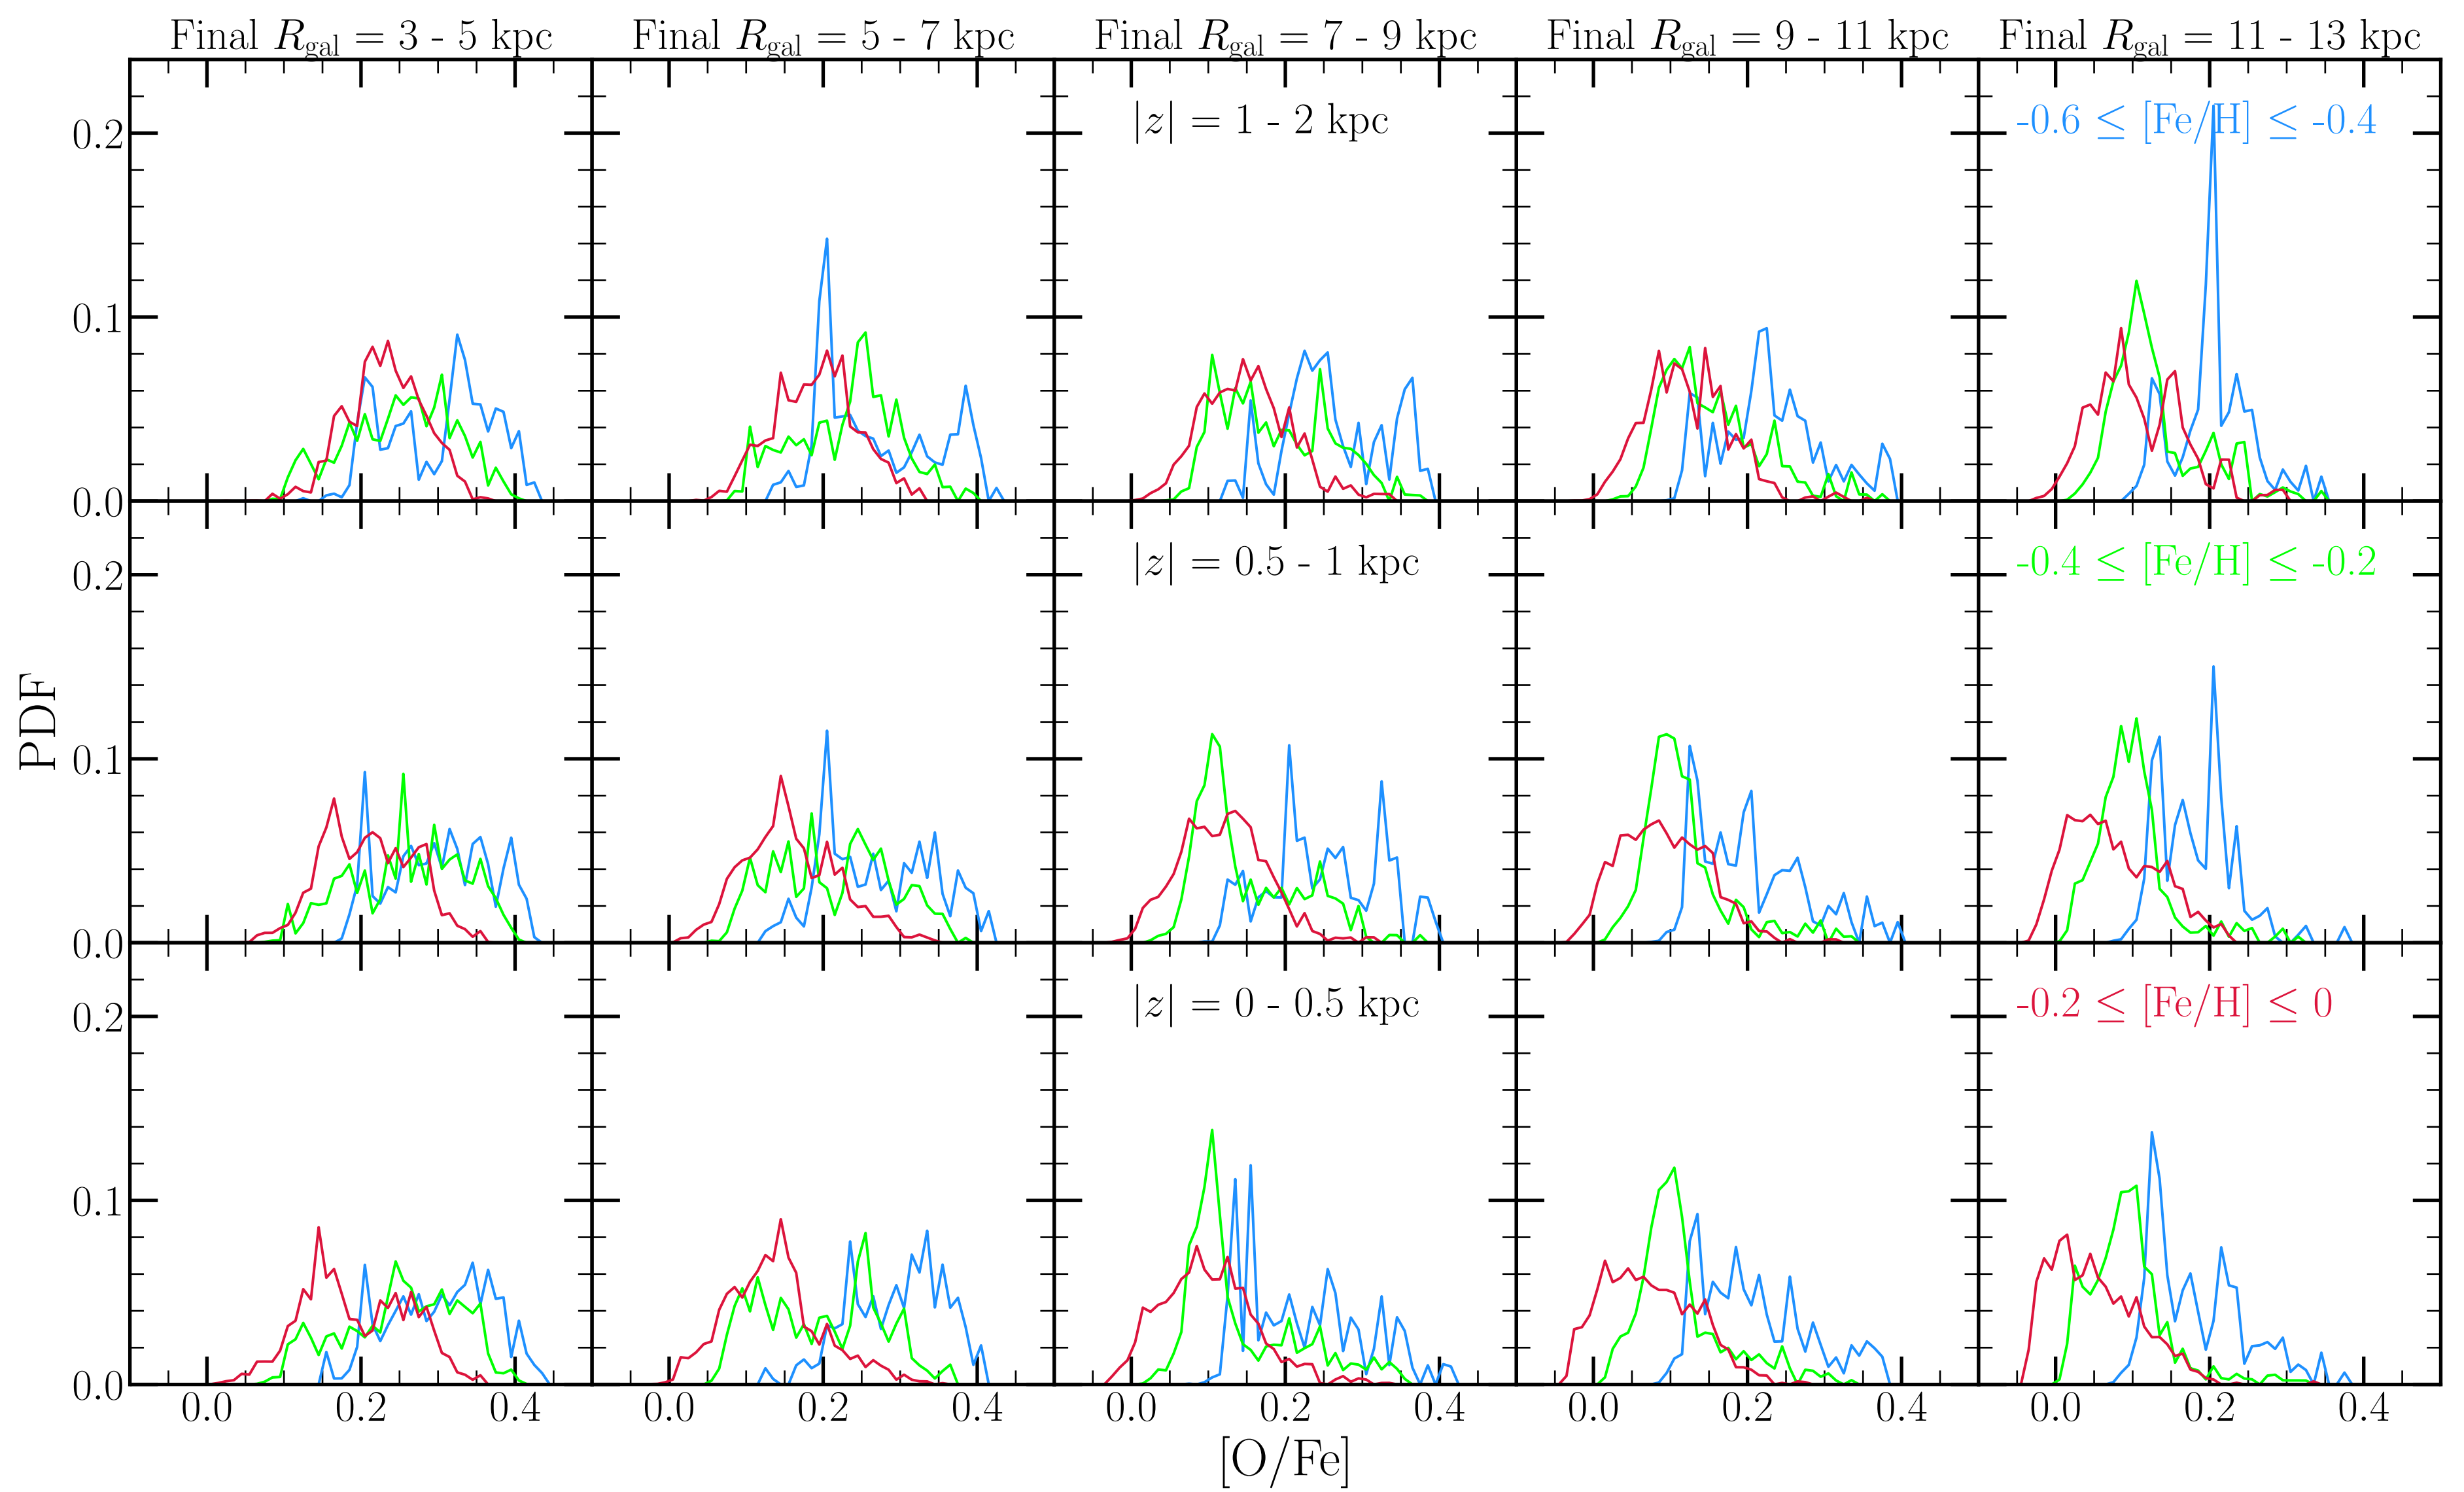 Final R_gal = 3 - 5 kpc
Final R_gal = 5 - 7 kpc
Final R_gal = 7 - 9 kpc
Final R_gal = 9 - 11 kpc
Final R_gal = 11 - 13 kpc
|z| = 1 - 2 kpc
-0.6 ≤ [Fe/H] ≤ -0.4
0.2
0.1
0.0
|z| = 0.5 - 1 kpc
-0.4 ≤ [Fe/H] ≤ -0.2
0.2
0.1
0.0
PDF
|z| = 0 - 0.5 kpc
-0.2 ≤ [Fe/H] ≤ 0
0.2
0.1
0.0
0.0 0.2 0.4
0.0 0.2 0.4
0.0 0.2 0.4
0.0 0.2 0.4
0.0 0.2 0.4
[O/Fe]